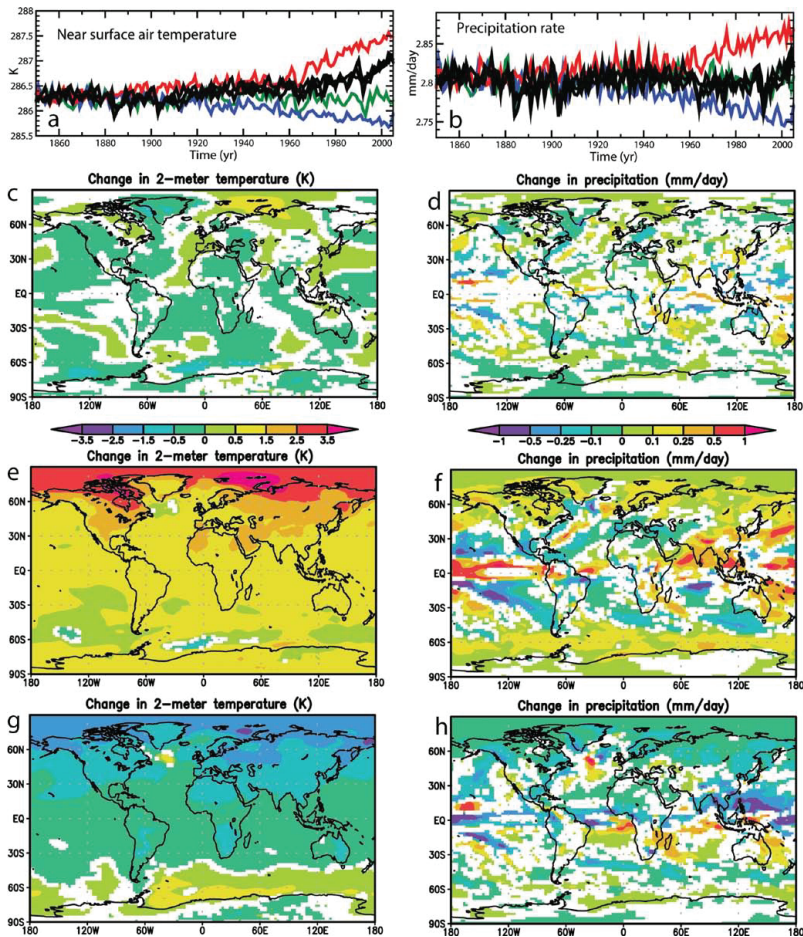 288
287.5
287
286.5
286
285.5
K
Near surface air temperature
a
1860 1880 1900 1920 1940 1960 1980 2000
Time (yr)
2.85
2.8
2.75
mm/day
Precipitation rate
b
1860 1880 1900 1920 1940 1960 1980 2000
Time (yr)
c
Change in 2-meter temperature (K)
60N
30N
EQ
30S
60S
90S
180 120W 60W 0 60E 120E 180
d
Change in precipitation (mm/day)
60N
30N
EQ
30S
60S
90S
180 120W 60W 0 60E 120E 180
-3.5 -2.5 -1.5 -0.5 0 0.5 1.5 2.5 3.5
-1 -0.5 -0.25 -0.1 0 0.1 0.25 0.5 1
e
Change in 2-meter temperature (K)
60N
30N
EQ
30S
60S
90S
180 120W 60W 0 60E 120E 180
f
Change in precipitation (mm/day)
60N
30N
EQ
30S
60S
90S
180 120W 60W 0 60E 120E 180
g
Change in 2-meter temperature (K)
60N
30N
EQ
30S
60S
90S
180 120W 60W 0 60E 120E 180
h
Change in precipitation (mm/day)
60N
30N
EQ
30S
60S
90S
180 120W 60W 0 60E 120E 180